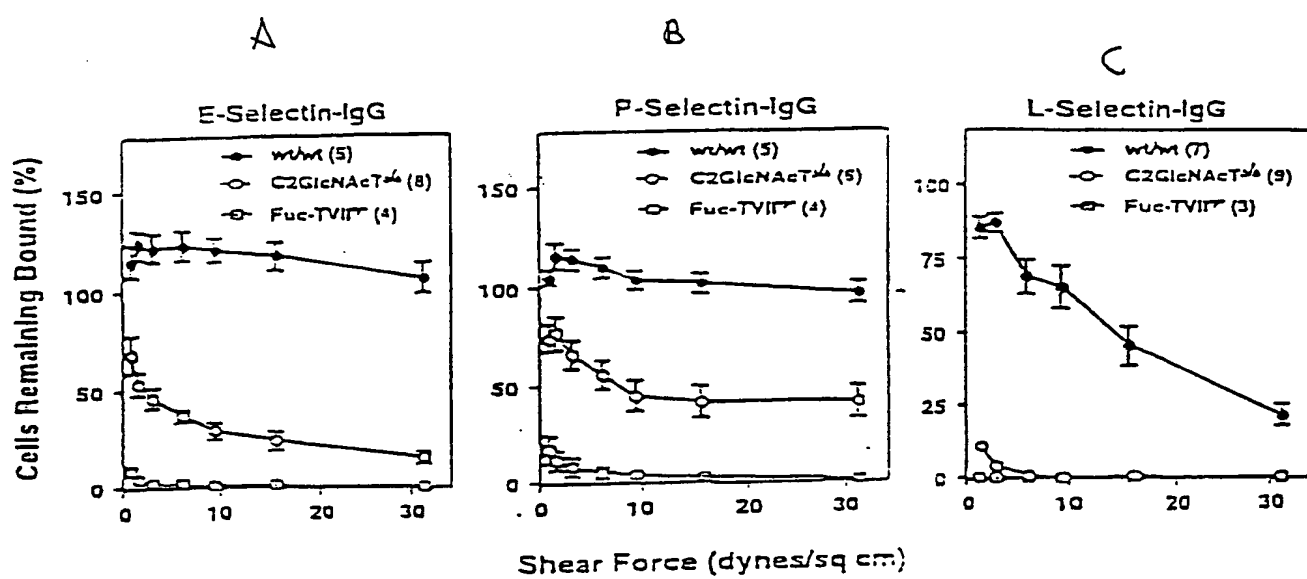 A
B
C
E-Selectin-IgG
P-Selectin-IgG
L-Selectin-IgG
wt/wt (5)
C2GlcNAcT-/- (8)
Fuc-TVII (4)
wt/wt (5)
C2GlcNAcT-/- (5)
Fuc-TVII (4)
wt/wt (7)
C2GlcNAcT-/- (9)
Fuc-TVII (3)
Cells Remaining Bound (%)
150
100
50
0
150
100
50
0
100
75
50
25
0
0 10 20 30
0 10 20 30
0 10 20 30
Shear Force (dynes/sq cm)